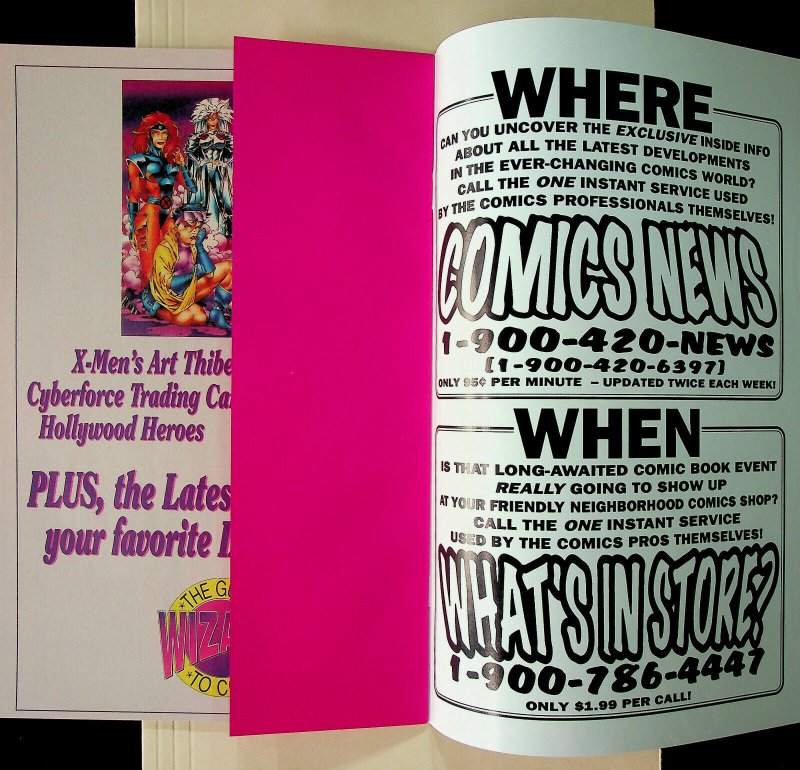 X-Men's Art Thibe
Cyberforce Trading
Hollywood Heroes
PLUS, the Lates
your favorite
THE
WIZA
TO C
WHERE
CAN YOU UNCOVER THE EXCLUSIVE INSIDE INFO
ABOUT ALL THE LATEST DEVELOPMENTS
IN THE EVER-CHANGING COMICS WORLD?
CALL THE ONE INSTANT SERVICE USED
BY THE COMICS PROFESSIONALS THEMSELVES!
COMICS NEWS
1-900-420-NEWS
(1-900-420-6397)
ONLY 95¢ PER MINUTE – UPDATED TWICE EACH WEEK!
WHEN
IS THAT LONG-AWAITED COMIC BOOK EVENT
REALLY GOING TO SHOW UP
AT YOUR FRIENDLY NEIGHBORHOOD COMICS SHOP?
CALL THE ONE INSTANT SERVICE
USED BY THE COMICS PROS THEMSELVES!
WHAT'S IN STORE?
1-900-786-4447
ONLY $1.99 PER CALL!